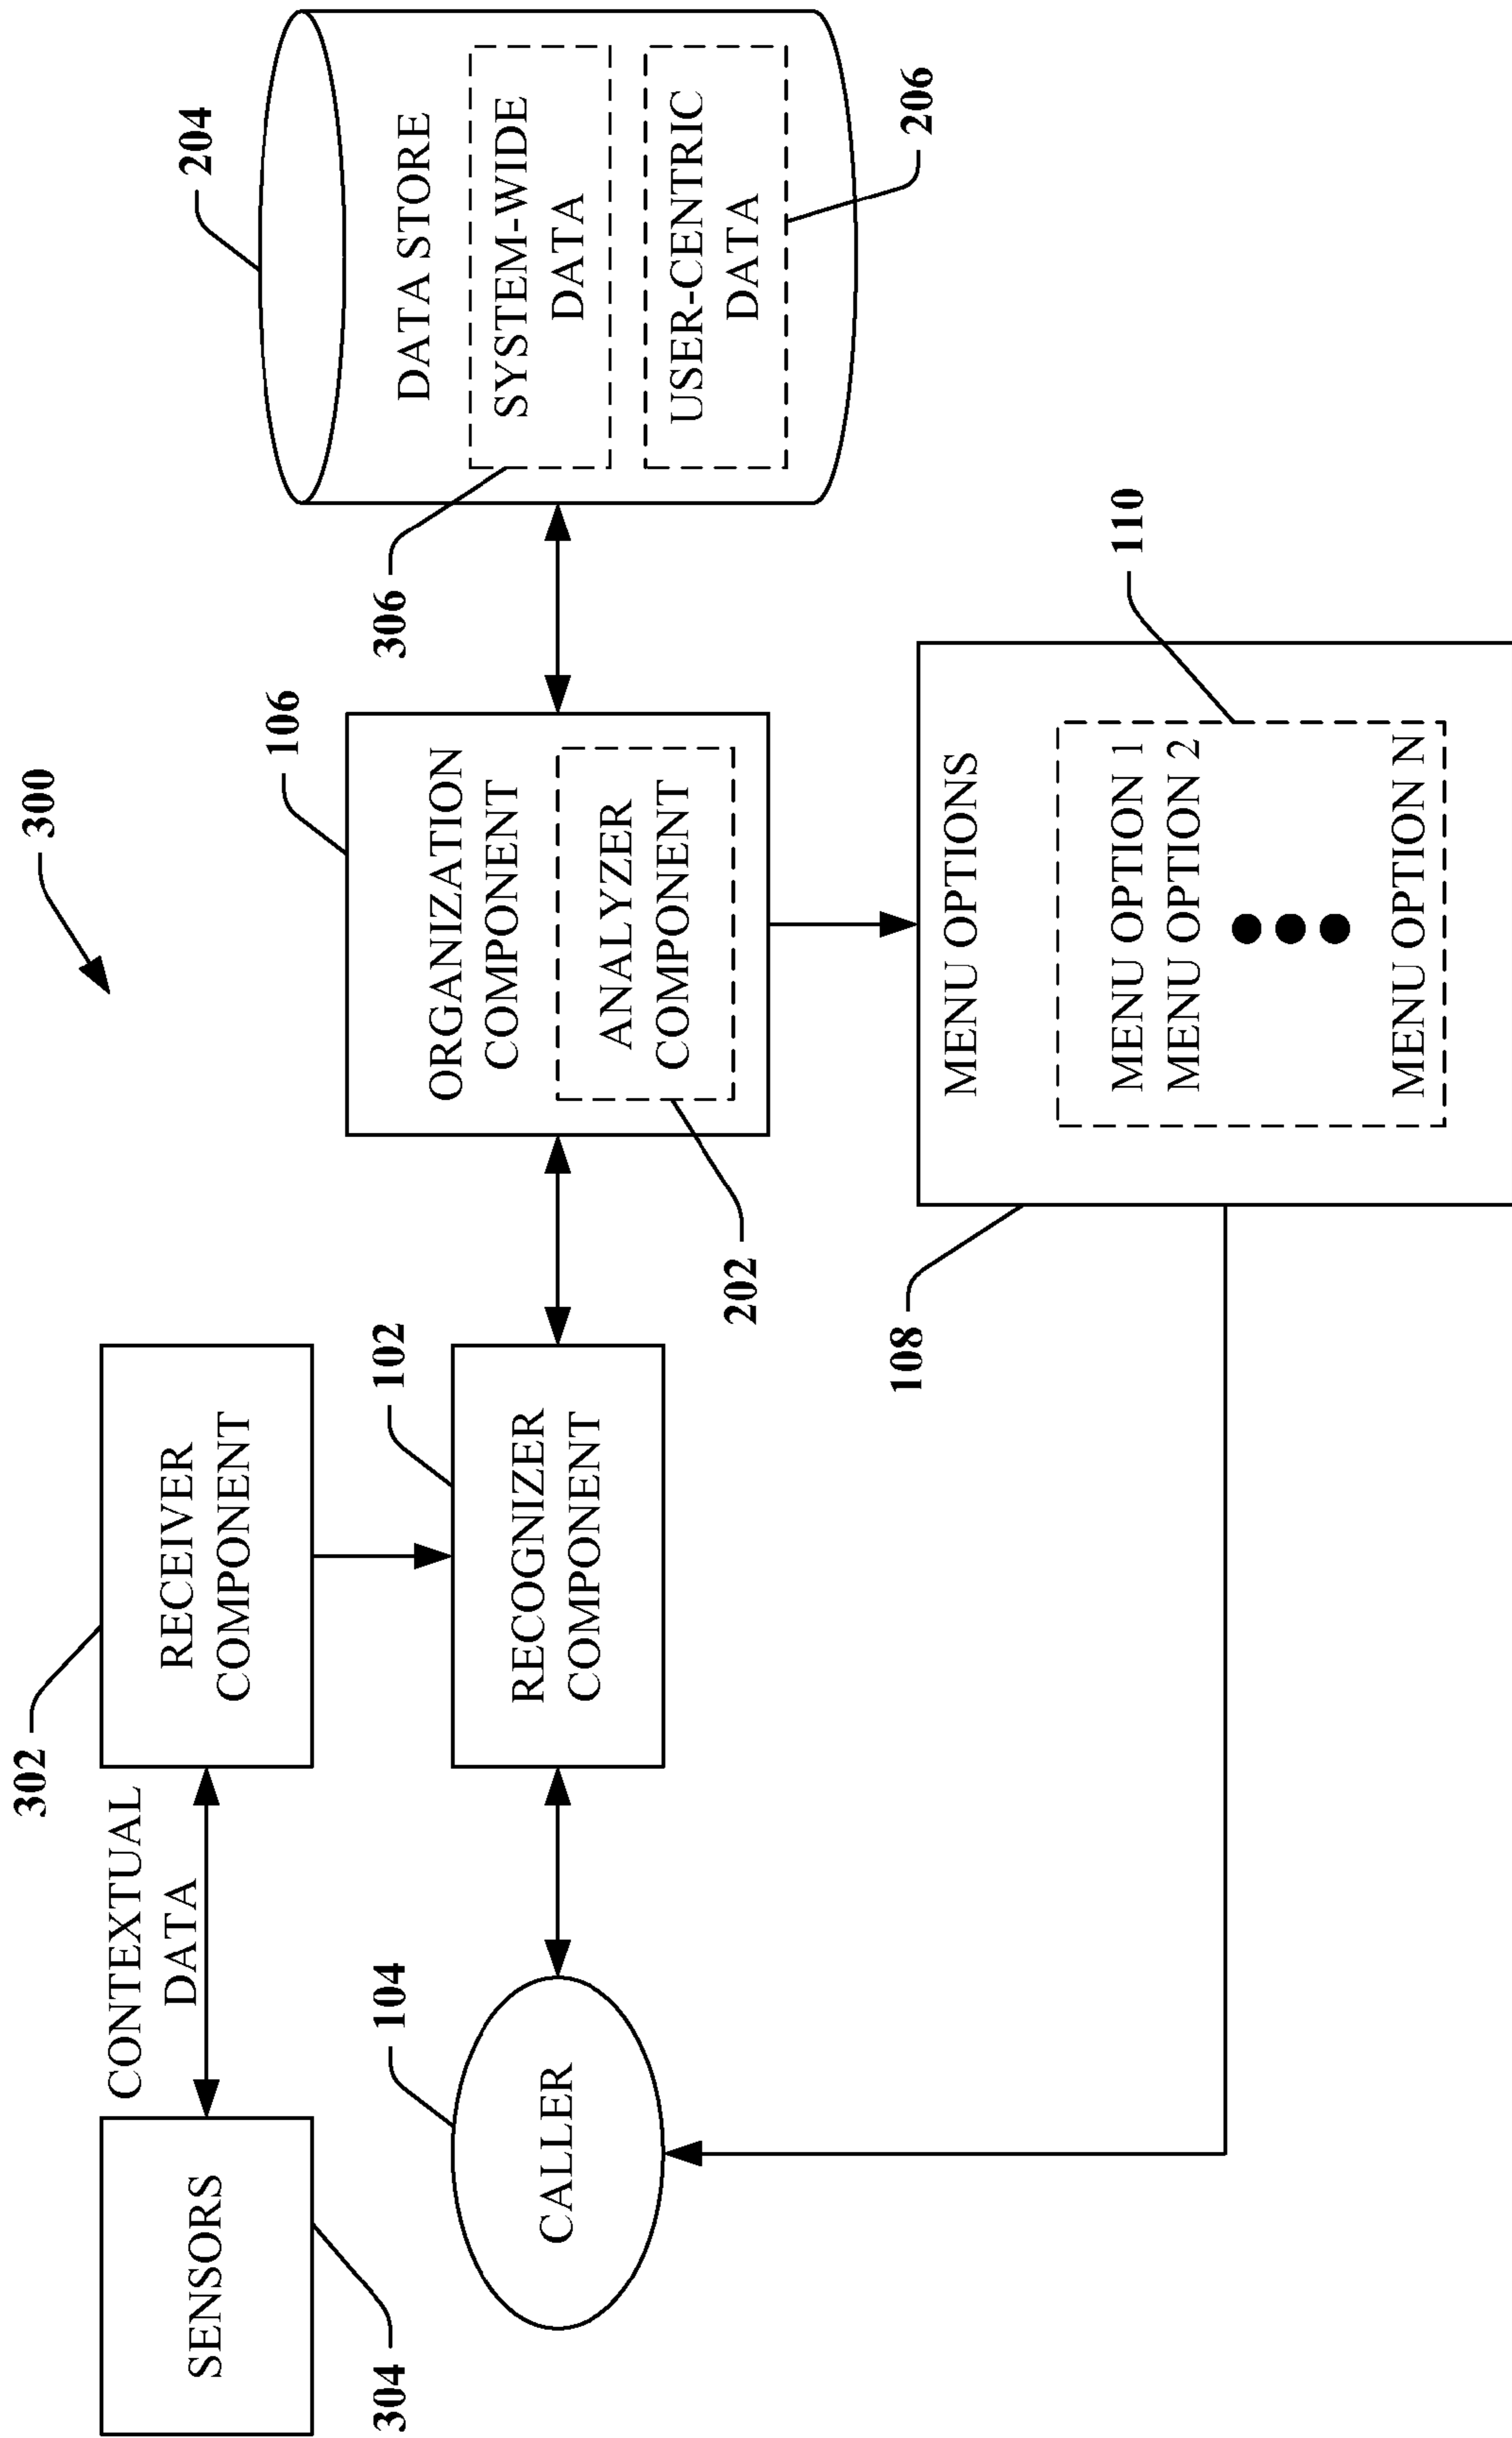 300
302
CONTEXTUAL
DATA
SENSORS
304
RECEIVER
COMPONENT
104
CALLER
102
RECOGNIZER
COMPONENT
106
ORGANIZATION
COMPONENT
ANALYZER
COMPONENT
202
204
DATA STORE
SYSTEM-WIDE
DATA
306
USER-CENTRIC
DATA
206
108
MENU OPTIONS
110
MENU OPTION 1
MENU OPTION 2
MENU OPTION N